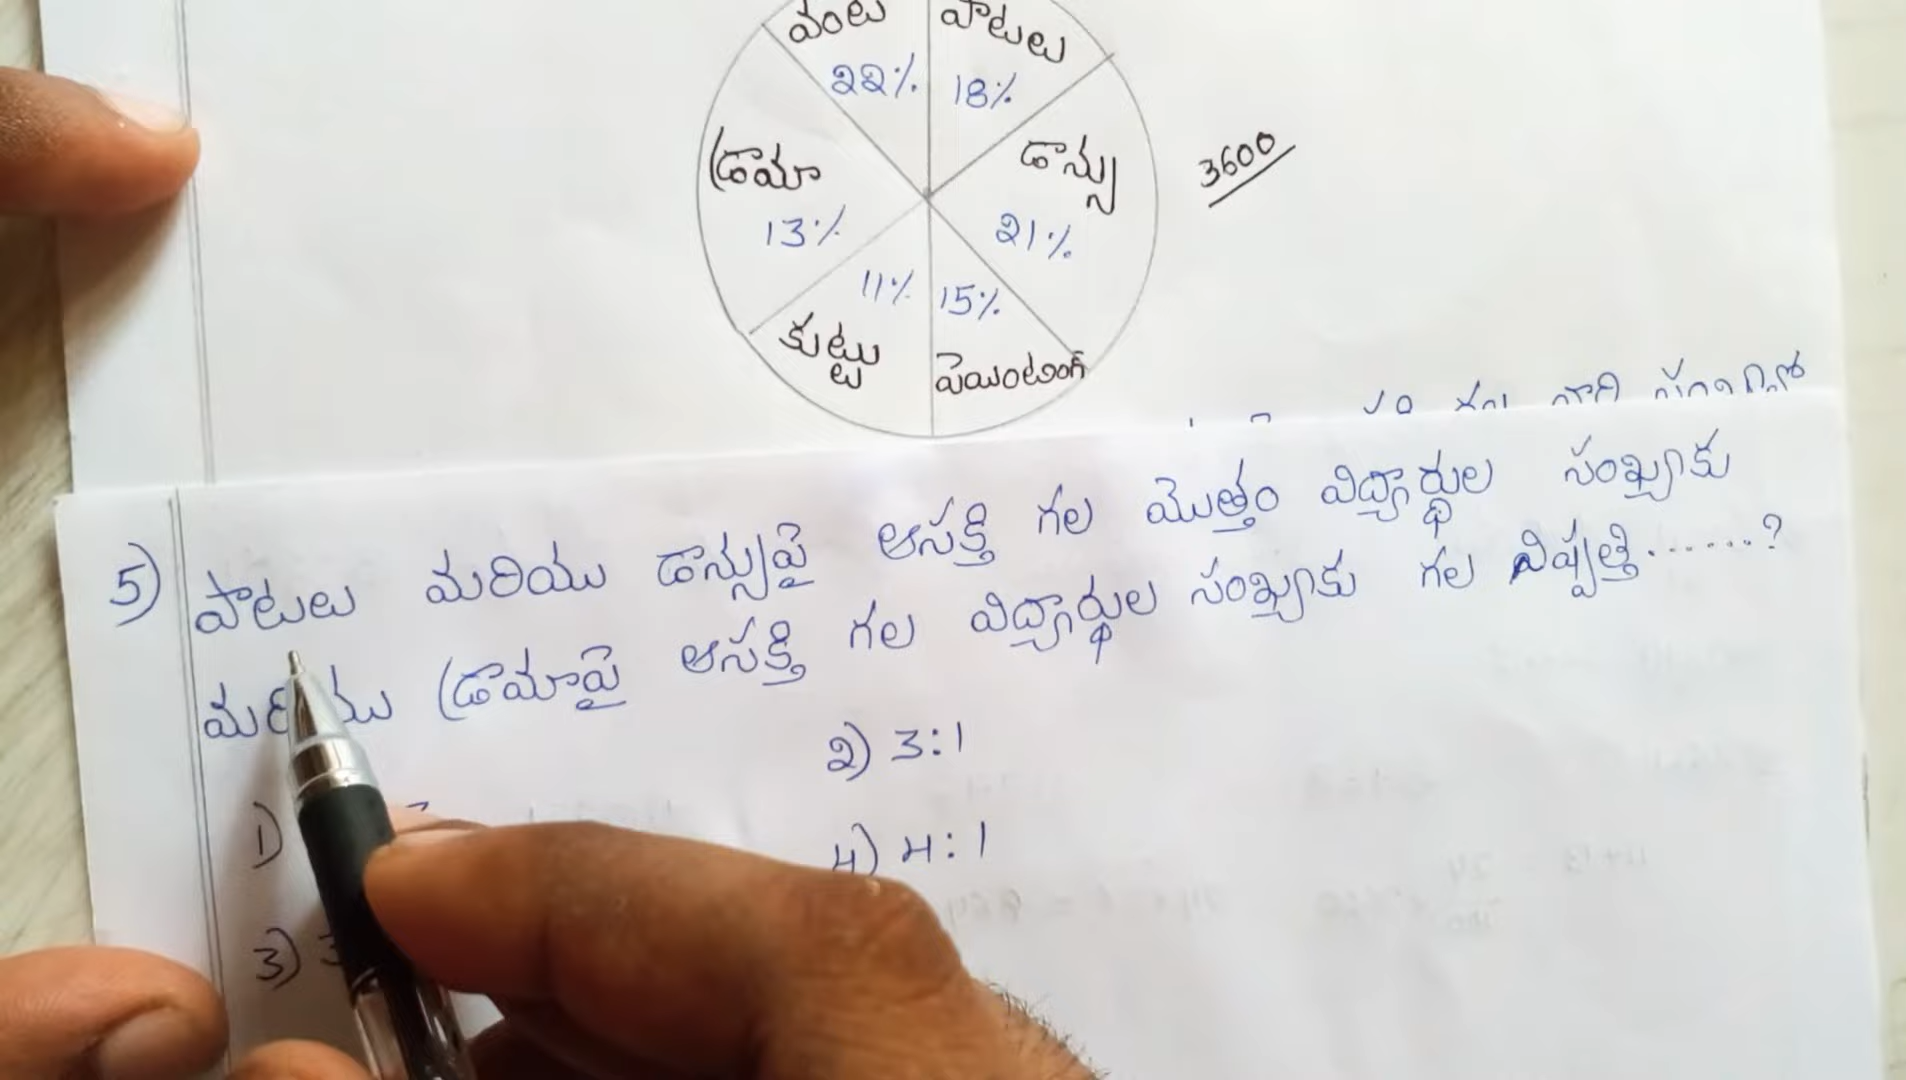 వంట పాటలు
22% 18%
డ్రామా డాన్సు 3600
13% 21%
11% 15%
కుట్లు పెయింటింగ్
5) పాటలు మరియు డాన్సుపై ఆసక్తి గల మొత్తం విద్యార్థుల సంఖ్యకు
మరియు డ్రామాపై ఆసక్తి గల విద్యార్థుల సంఖ్యకు గల నిష్పత్తి......?
1) 2) 3:1
3) 3 4) 4:1